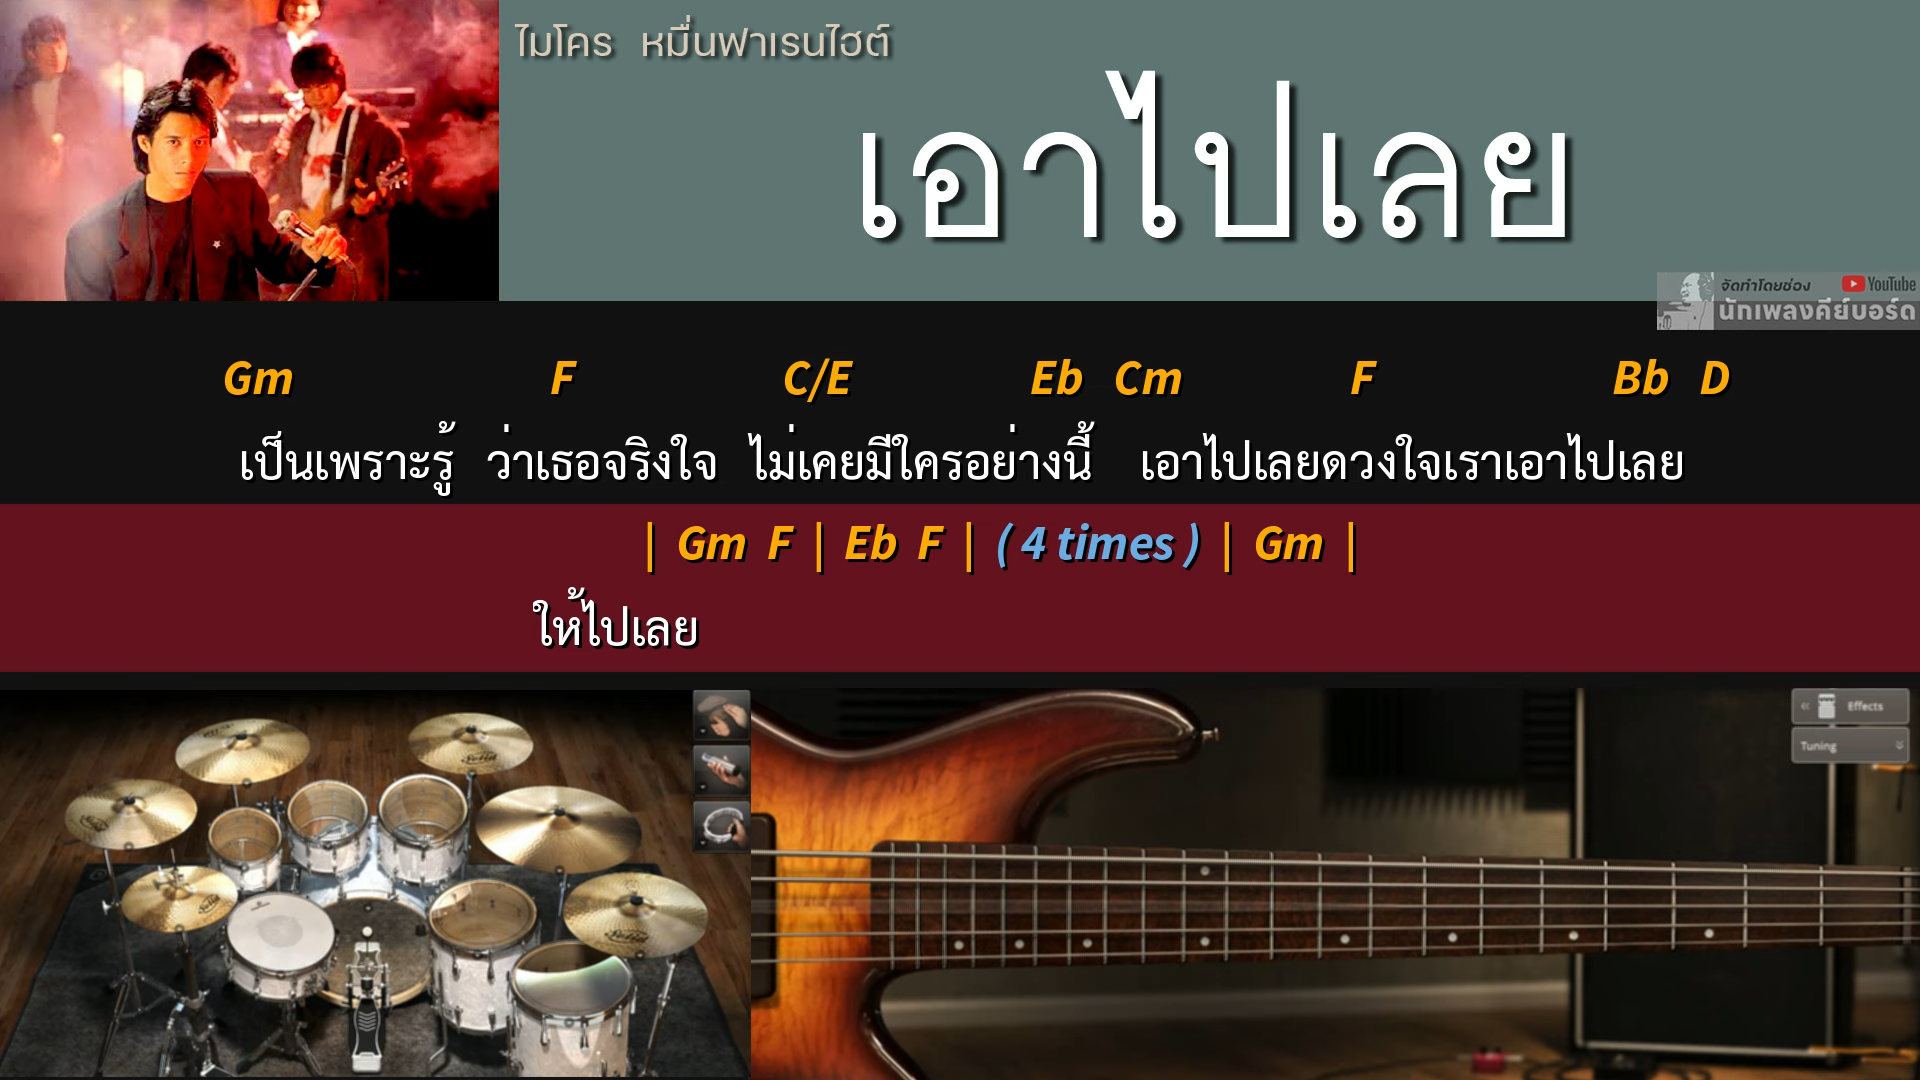 ไมโคร หมื่นฟาเรนไฮต์
เอาไปเลย
จัดทำโดยช่อง YouTube
นักเพลงคีย์บอร์ด
Gm F C/E Eb Cm F Bb D
เป็นเพราะรู้ ว่าเธอจริงใจ ไม่เคยมีใครอย่างนี้ เอาไปเลยดวงใจเราเอาไปเลย
| Gm F | Eb F | ( 4 times ) | Gm |
ให้ไปเลย
« Effects
Tuning